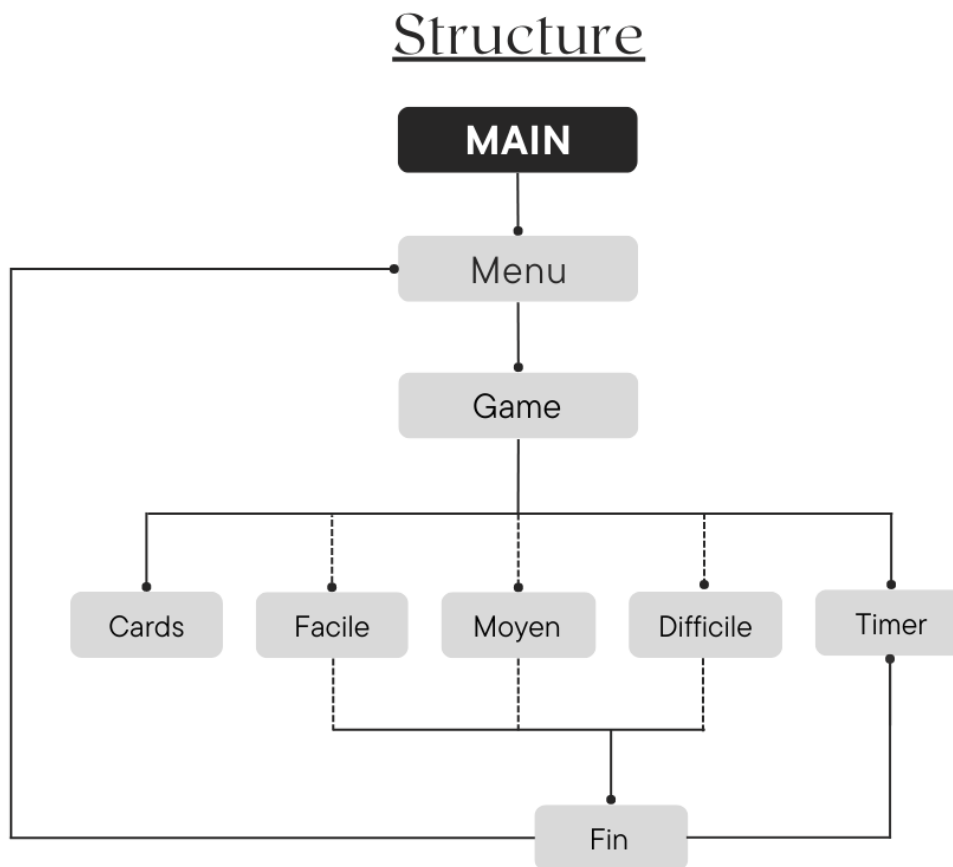 Structure
MAIN
Menu
Game
Cards
Facile
Moyen
Difficile
Timer
Fin